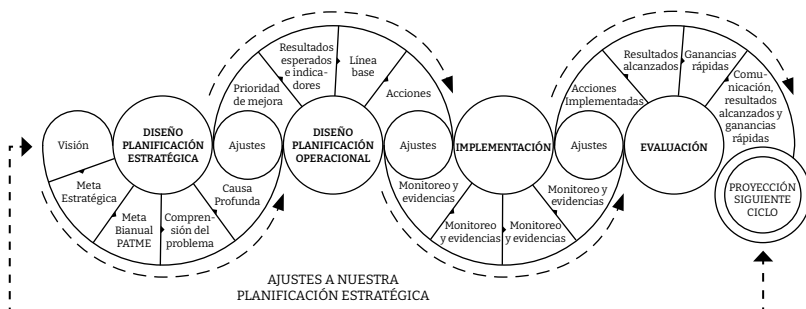 Visión
Meta
Estratégica
Meta
Bianual
PATME
Compren-
sión del
problema
Causa
Profunda
DISEÑO
PLANIFICACIÓN
ESTRATÉGICA
Ajustes
Prioridad
de mejora
Resultados
esperados
e indica-
dores
Línea
base
Acciones
DISEÑO
PLANIFICACIÓN
OPERACIONAL
Ajustes
Monitoreo y
evidencias
Monitoreo
y evidencias
Monitoreo
y evidencias
Monitoreo y
evidencias
IMPLEMENTACIÓN
Ajustes
Acciones
Implementadas
Resultados
alcanzados
Ganancias
rápidas
Comu-
nicación,
resultados
alcanzados y
ganancias
rápidas
EVALUACIÓN
PROYECCIÓN
SIGUIENTE
CICLO
AJUSTES A NUESTRA
PLANIFICACIÓN ESTRATÉGICA